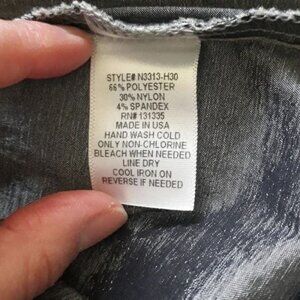 STYLE# N3313-H30
66% POLYESTER
30% NYLON
4% SPANDEX
RN# 131335
MADE IN USA
HAND WASH COLD
ONLY NON-CHLORINE
BLEACH WHEN NEEDED
LINE DRY
COOL IRON ON
REVERSE IF NEEDED